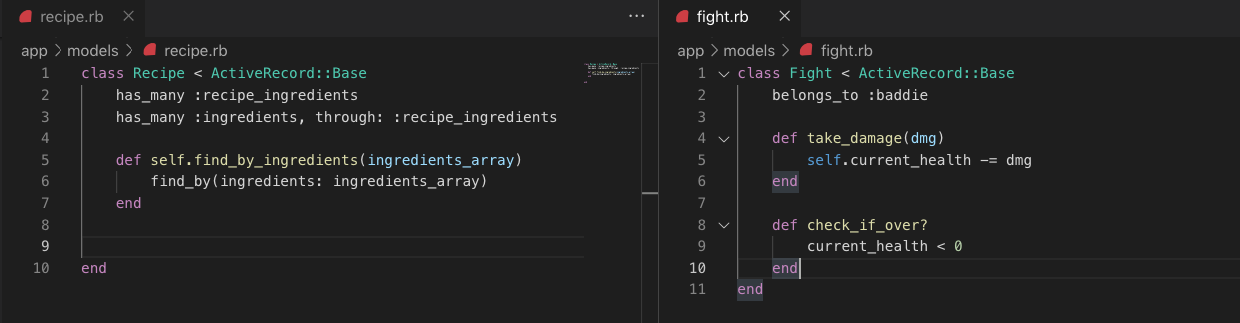 recipe.rb
app > models > recipe.rb
1 class Recipe < ActiveRecord::Base
2 has_many :recipe_ingredients
3 has_many :ingredients, through: :recipe_ingredients
4
5 def self.find_by_ingredients(ingredients_array)
6 find_by(ingredients: ingredients_array)
7 end
8
9
10 end
fight.rb
app > models > fight.rb
1 class Fight < ActiveRecord::Base
2 belongs_to :baddie
3
4 def take_damage(dmg)
5 self.current_health -= dmg
6 end
7
8 def check_if_over?
9 current_health < 0
10 end
11 end